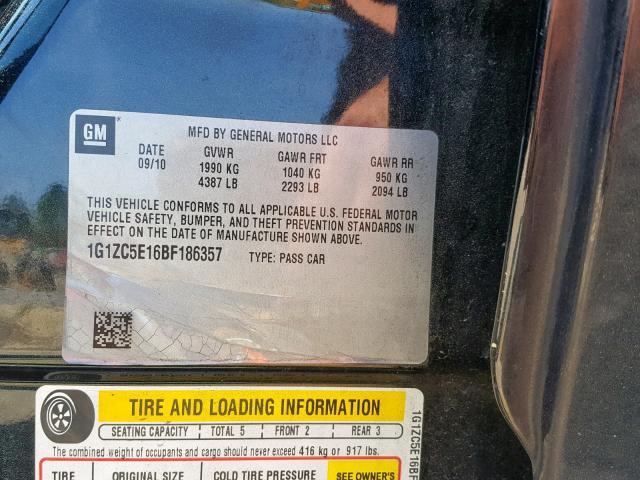 GM
MFD BY GENERAL MOTORS LLC
DATE GVWR GAWR FRT GAWR RR
09/10 1990 KG 1040 KG 950 KG
4387 LB 2293 LB 2094 LB
THIS VEHICLE CONFORMS TO ALL APPLICABLE U.S. FEDERAL MOTOR
VEHICLE SAFETY, BUMPER, AND THEFT PREVENTION STANDARDS IN
EFFECT ON THE DATE OF MANUFACTURE SHOWN ABOVE.
1G1ZC5E16BF186357 TYPE: PASS CAR
TIRE AND LOADING INFORMATION
SEATING CAPACITY TOTAL 5 FRONT 2 REAR 3
The combined weight of occupants and cargo should never exceed 416 kg or 917 lbs.
TIRE ORIGINAL SIZE COLD TIRE PRESSURE SEE OWNER'S
1G1ZC5E16BF